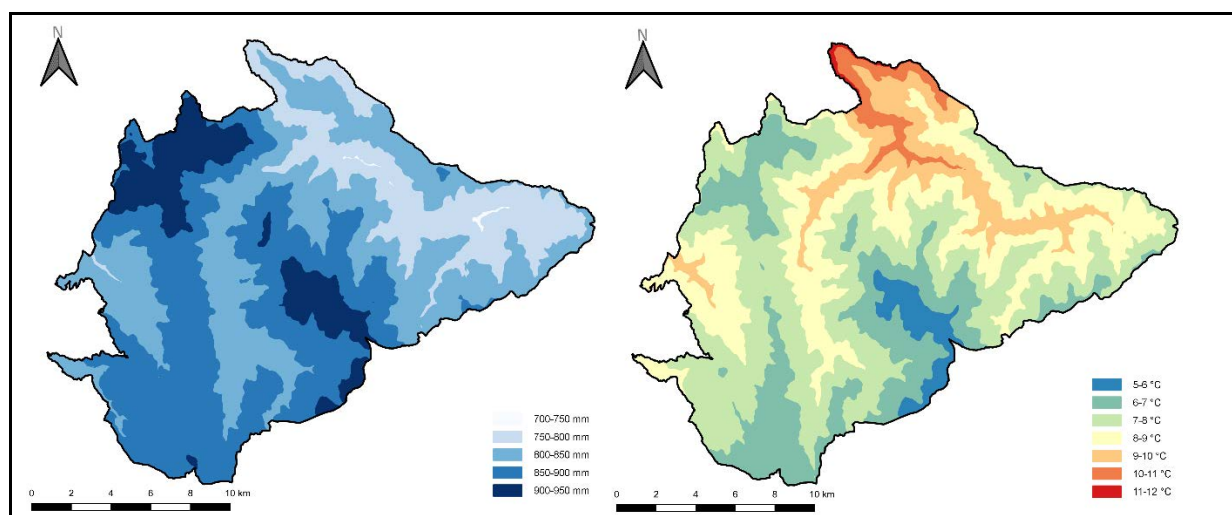 N
700-750 mm
750-800 mm
800-850 mm
850-900 mm
900-950 mm
0 2 4 6 8 10 km
N
5-6 °C
6-7 °C
7-8 °C
8-9 °C
9-10 °C
10-11 °C
11-12 °C
0 2 4 6 8 10 km